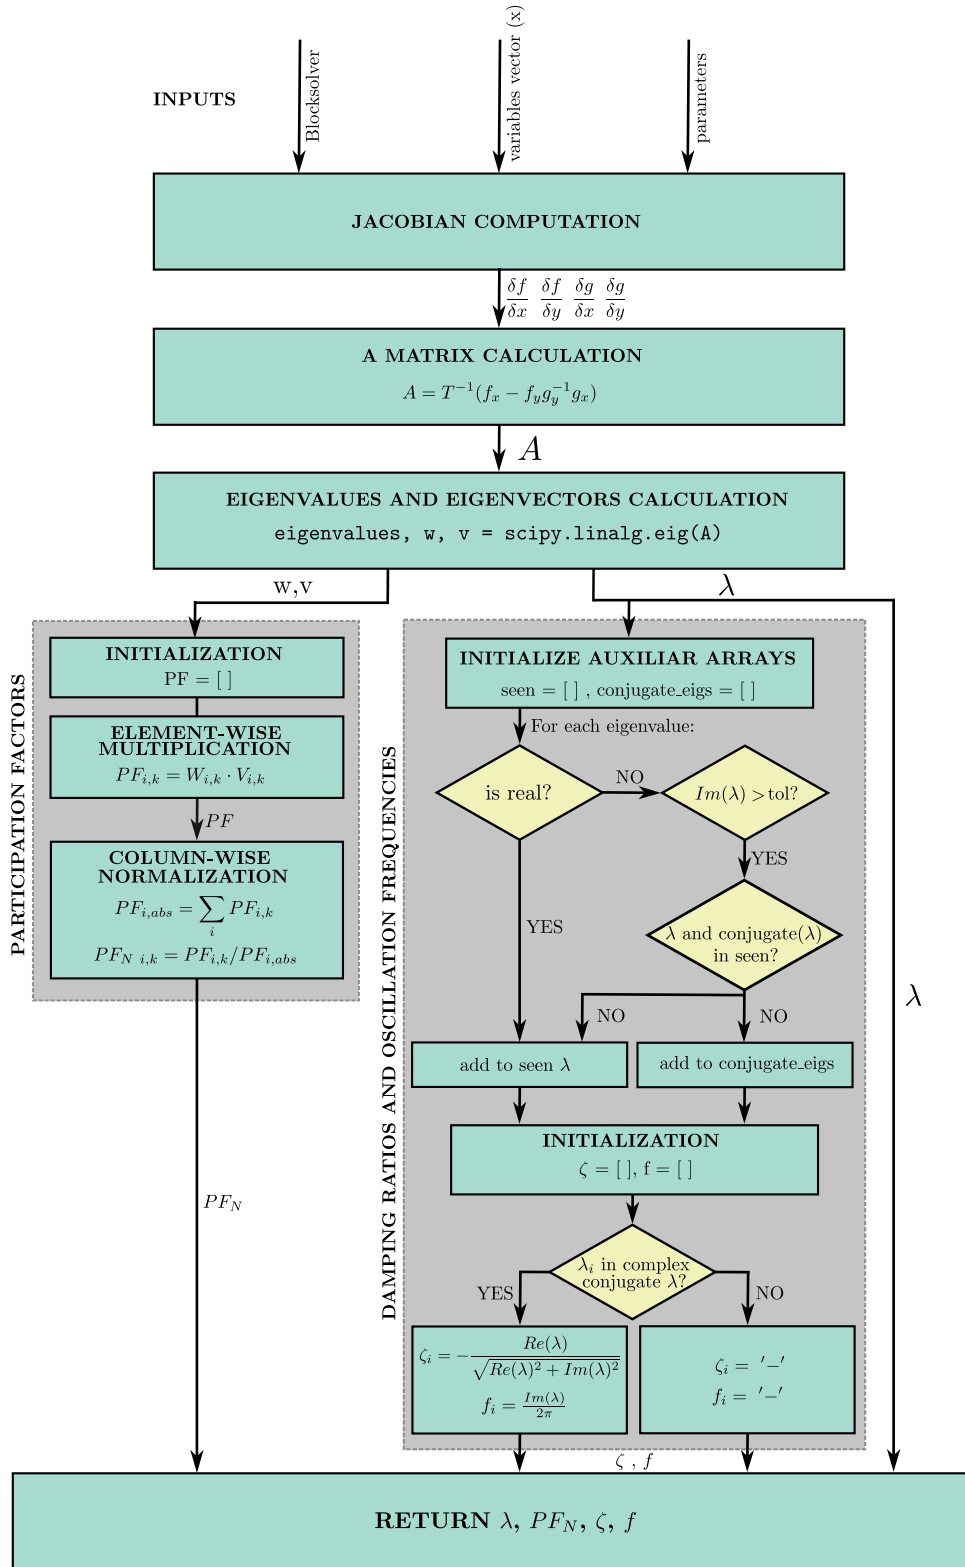 INPUTS
Blocksolver
variables vector (x)
parameters
JACOBIAN COMPUTATION
δf/δx δf/δy δg/δx δg/δy
A MATRIX CALCULATION
A = T⁻¹(fₓ − f_y g_y⁻¹ gₓ)
A
EIGENVALUES AND EIGENVECTORS CALCULATION
eigenvalues, w, v = scipy.linalg.eig(A)
w,v
λ
PARTICIPATION FACTORS
INITIALIZATION
PF = [ ]
ELEMENT-WISE
MULTIPLICATION
PF_{i,k} = W_{i,k} · V_{i,k}
PF
COLUMN-WISE
NORMALIZATION
PF_{i,abs} = ∑_i PF_{i,k}
PF_{N i,k} = PF_{i,k}/PF_{i,abs}
PF_N
DAMPING RATIOS AND OSCILLATION FREQUENCIES
INITIALIZE AUXILIAR ARRAYS
seen = [ ] , conjugate_eigs = [ ]
For each eigenvalue:
is real?
NO
Im(λ) >tol?
YES
YES
λ and conjugate(λ)
in seen?
NO
NO
add to seen λ
add to conjugate_eigs
INITIALIZATION
ζ = [ ], f = [ ]
λ_i in complex
conjugate λ?
YES
NO
ζ_i = − Re(λ)/√(Re(λ)² + Im(λ)²)
f_i = Im(λ)/2π
ζ_i = '−'
f_i = '−'
ζ , f
λ
RETURN λ, PF_N, ζ, f